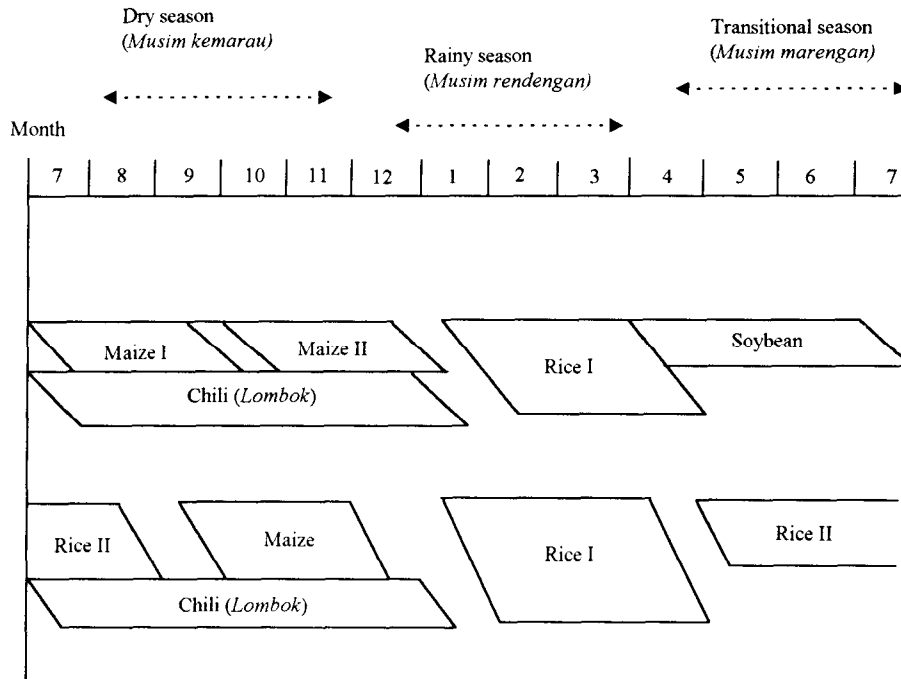 Dry season
(Musim kemarau)
Rainy season
(Musim rendengan)
Transitional season
(Musim marengan)
Month
7 8 9 10 11 12 1 2 3 4 5 6 7
Maize I
Maize II
Rice I
Soybean
Chili (Lombok)
Rice II
Maize
Rice I
Rice II
Chili (Lombok)